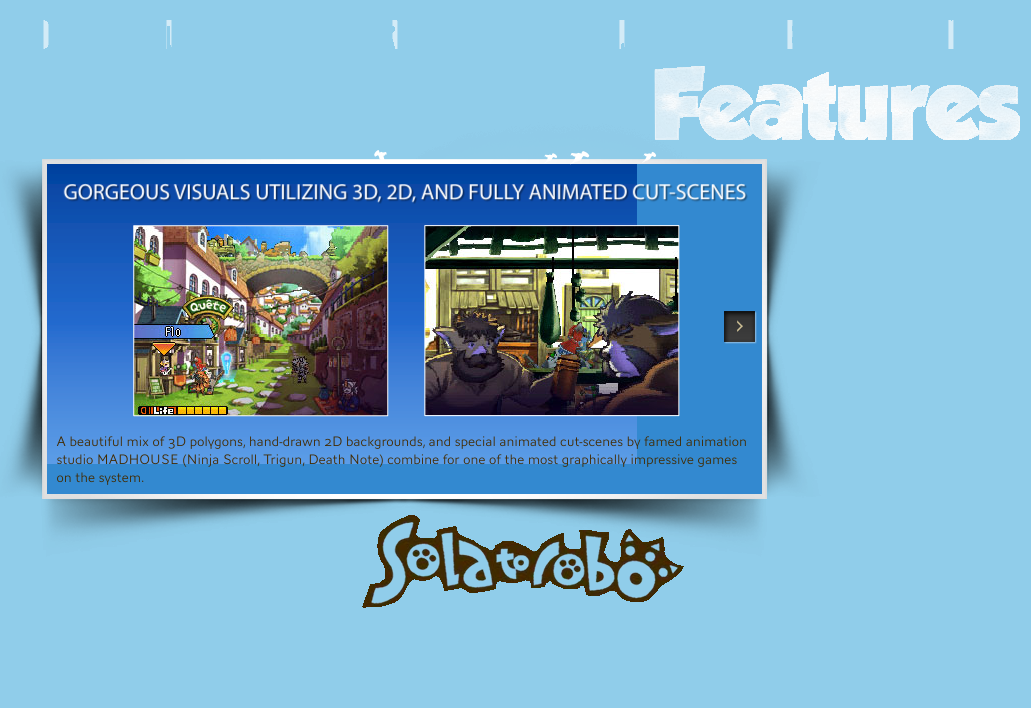 Features
GORGEOUS VISUALS UTILIZING 3D, 2D, AND FULLY ANIMATED CUT-SCENES
Quête
Flo
Life
A beautiful mix of 3D polygons, hand-drawn 2D backgrounds, and special animated cut-scenes by famed animation
studio MADHOUSE (Ninja Scroll, Trigun, Death Note) combine for one of the most graphically impressive games
on the system.
Solatorobo